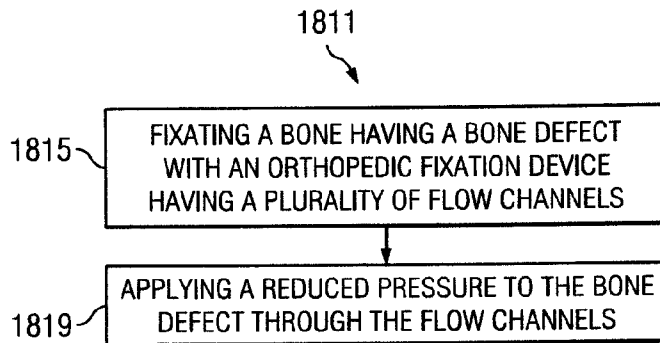 1811
1815
FIXATING A BONE HAVING A BONE DEFECT
WITH AN ORTHOPEDIC FIXATION DEVICE
HAVING A PLURALITY OF FLOW CHANNELS
1819
APPLYING A REDUCED PRESSURE TO THE BONE
DEFECT THROUGH THE FLOW CHANNELS